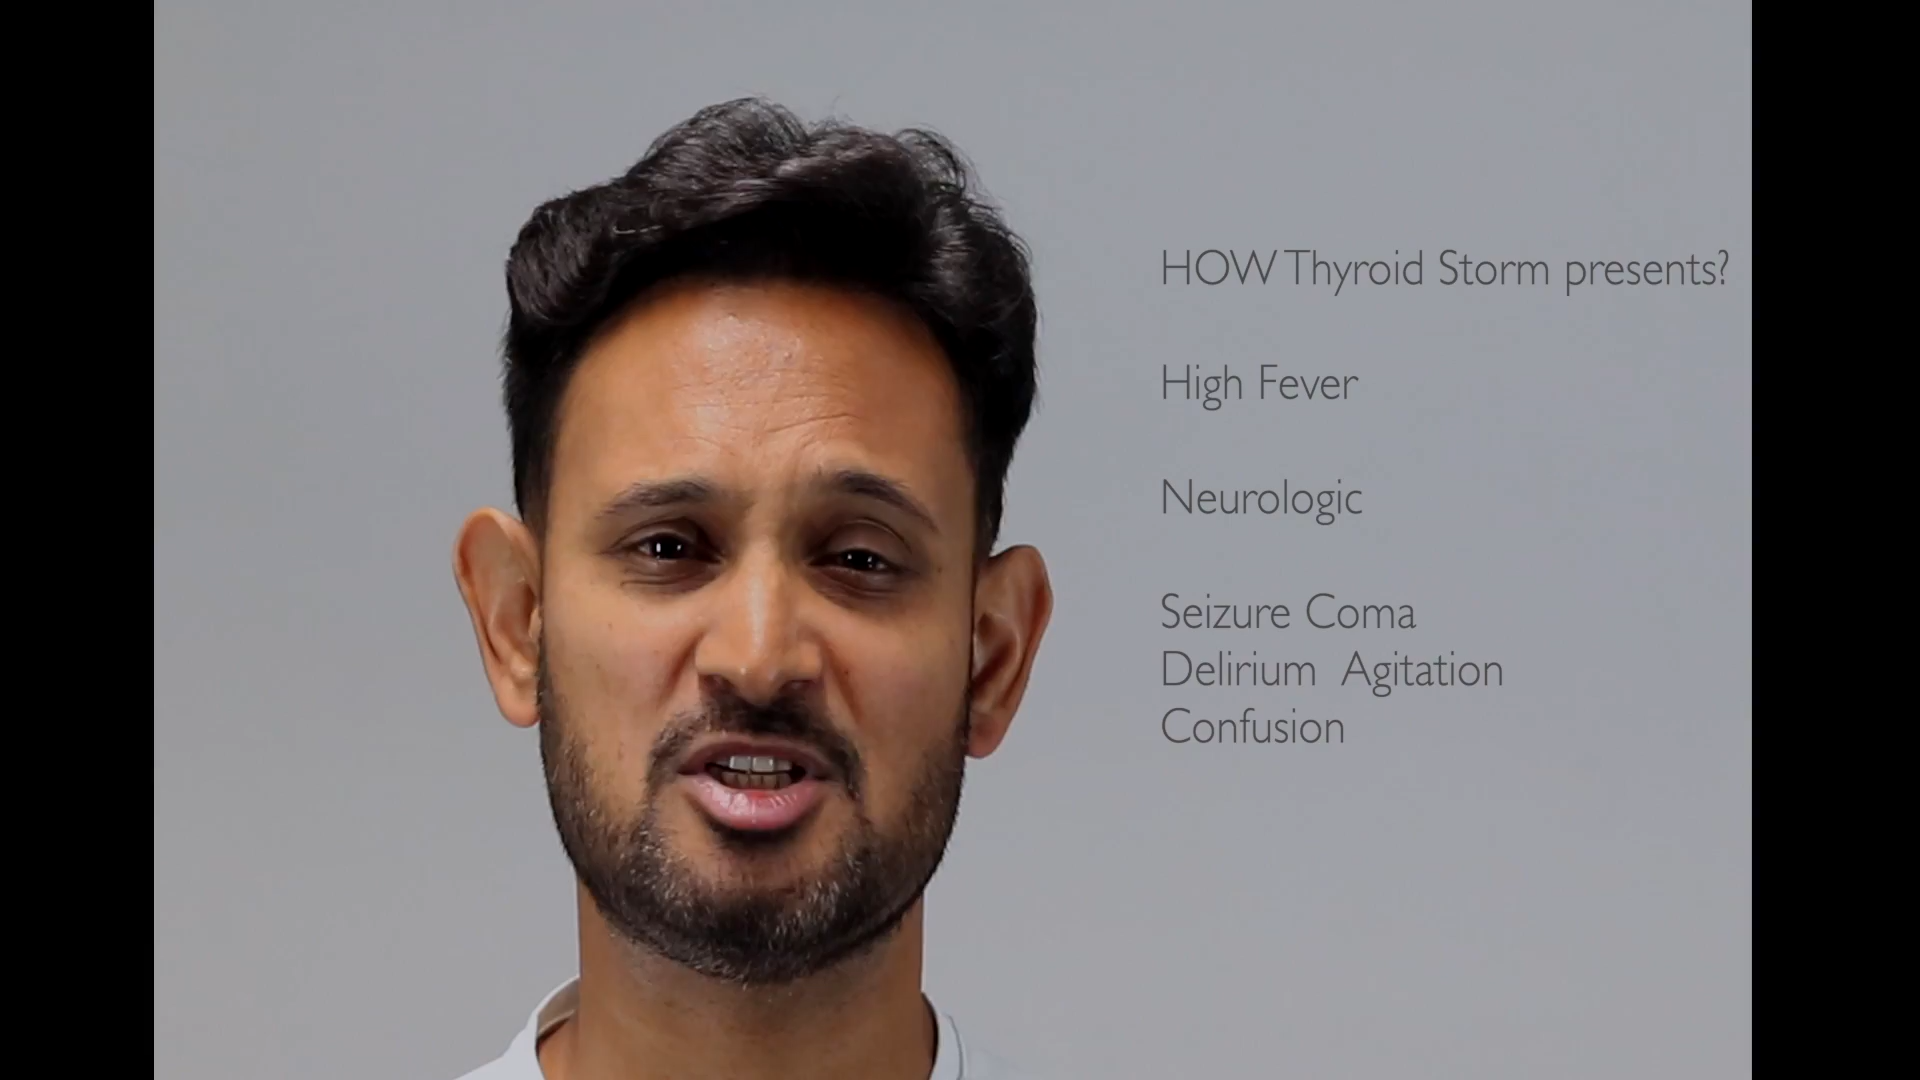 HOW Thyroid Storm presents?
High Fever
Neurologic
Seizure Coma
Delirium  Agitation
Confusion